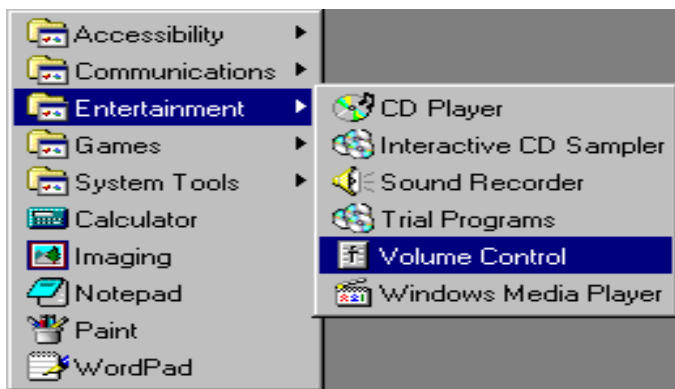 Accessibility
Communications
Entertainment
Games
System Tools
Calculator
Imaging
Notepad
Paint
WordPad
CD Player
Interactive CD Sampler
Sound Recorder
Trial Programs
Volume Control
Windows Media Player